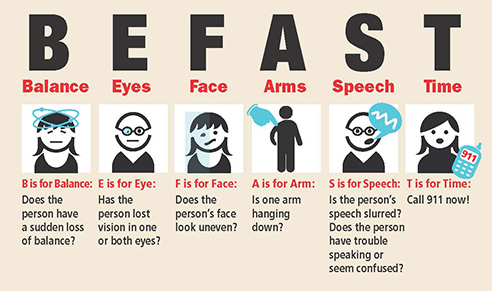 B E F A S T
Balance Eyes Face Arms Speech Time
911
B is for Balance:
Does the
person have
a sudden loss
of balance?
E is for Eye:
Has the
person lost
vision in one
or both eyes?
F is for Face:
Does the
person's face
look uneven?
A is for Arm:
Is one arm
hanging
down?
S is for Speech:
Is the person's
speech slurred?
Does the person
have trouble
speaking or
seem confused?
T is for Time:
Call 911 now!